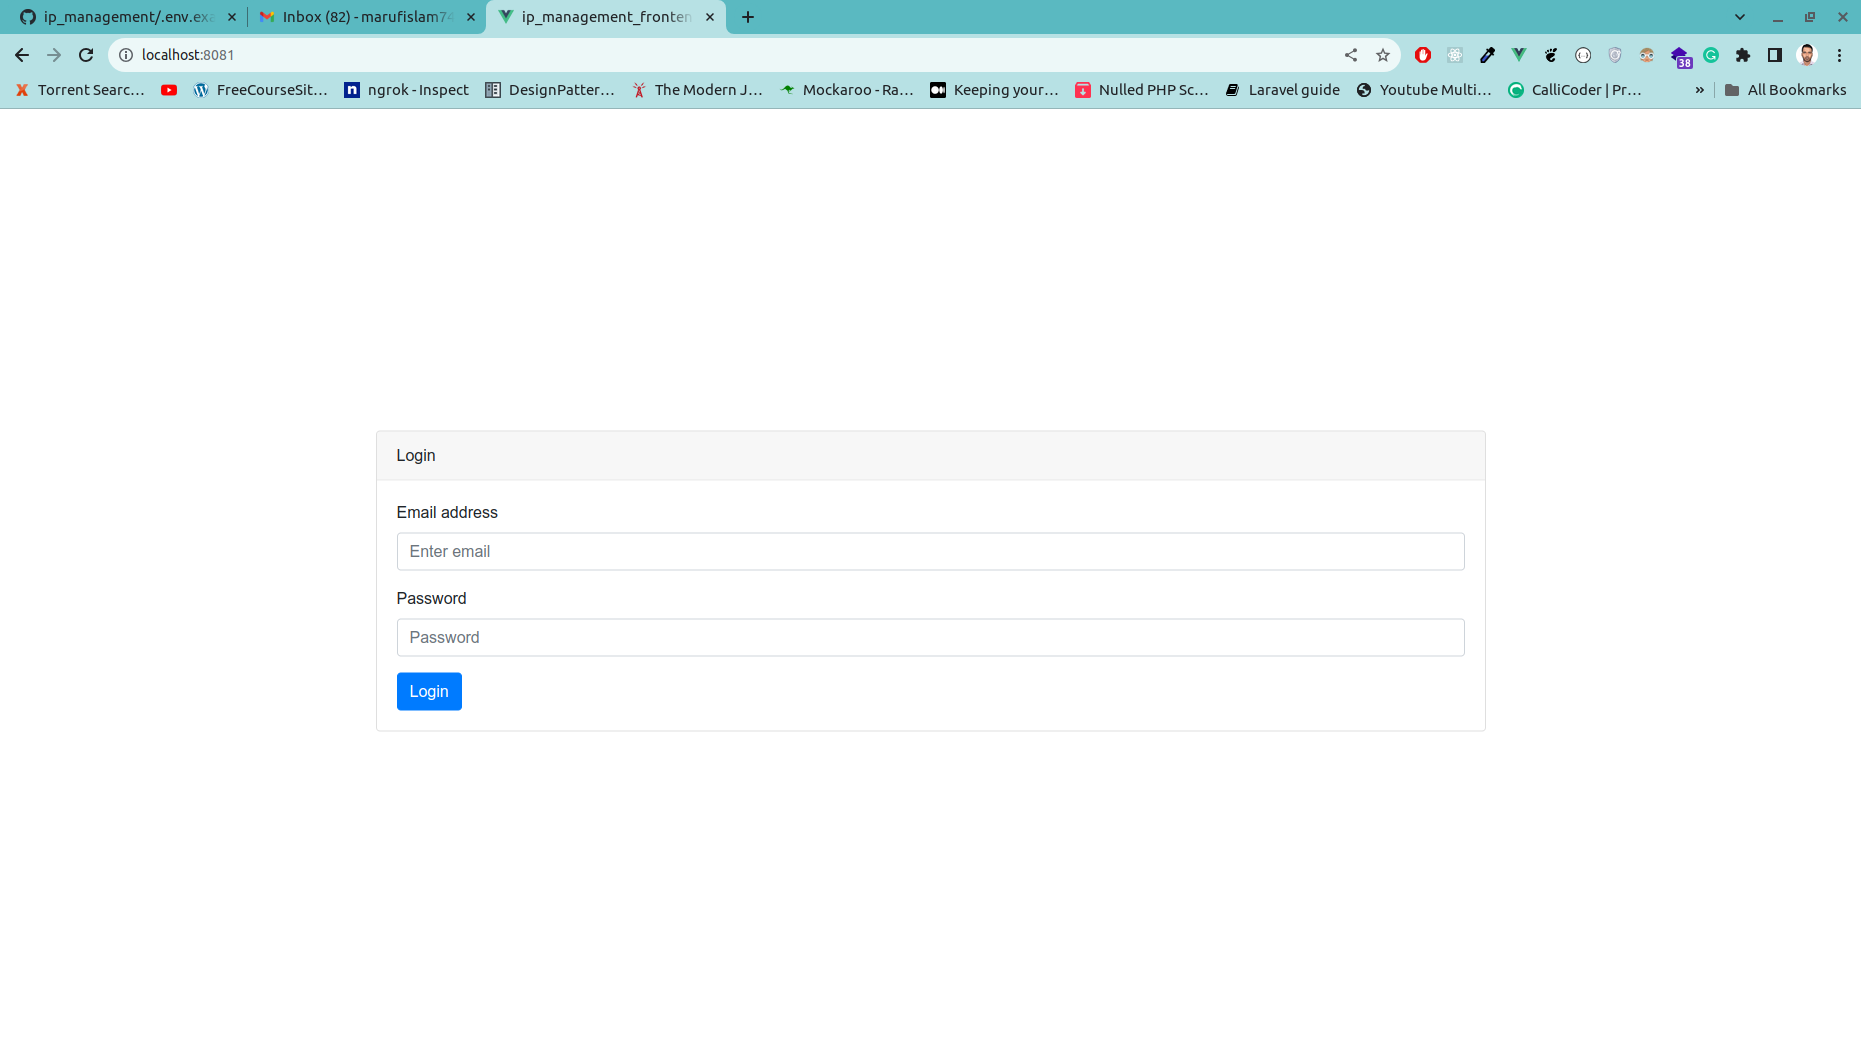 ip_management/.env.exa
Inbox (82) - marufislam74
ip_management_fronten
localhost:8081
38
Torrent Searc...
FreeCourseSit...
n ngrok - Inspect
DesignPatter...
The Modern J...
Mockaroo - Ra...
Keeping your...
Nulled PHP Sc...
Laravel guide
Youtube Multi...
CalliCoder | Pr...
»
All Bookmarks
Login
Email address
Enter email
Password
Password
Login